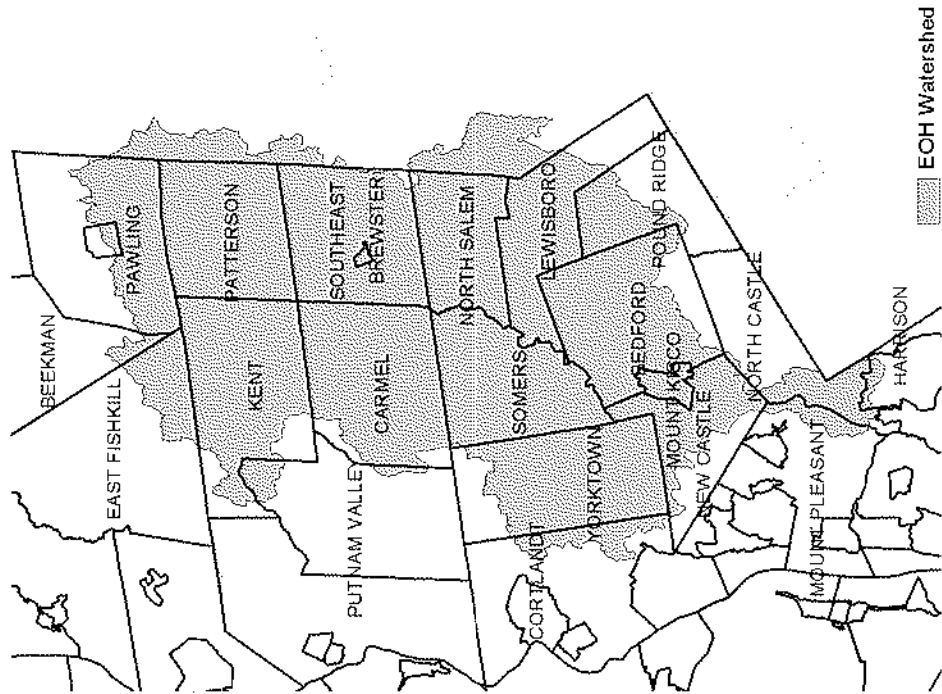 BEEKMAN
EAST FISHKILL
PAWLING
PATTERSON
KENT
SOUTHEAST
BREWSTER
CARMEL
PUTNAM VALLEY
NORTH SALEM
SOMERS
LEWISBORO
YORKTOWN
CORTLANDT
BEDFORD
POUND RIDGE
MOUNT KISCO
NEW CASTLE
NORTH CASTLE
MOUNT PLEASANT
HARRISON
EOH Watershed